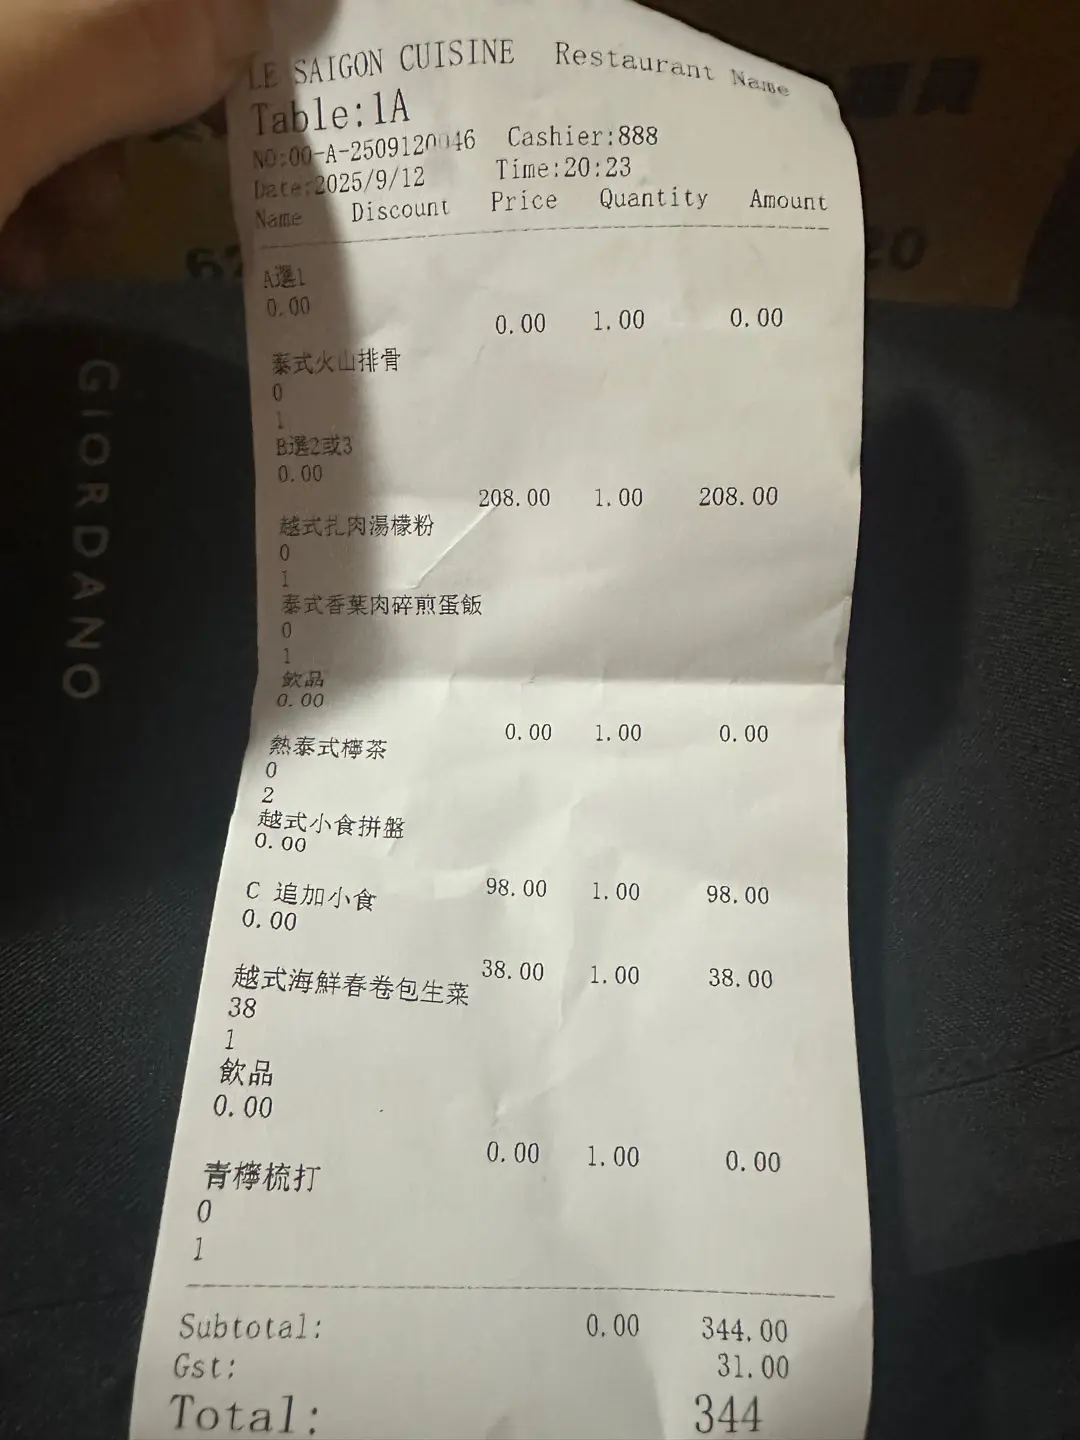 LE SAIGON CUISINE Restaurant Name
Table:1A
NO:00-A-2509120046 Cashier:888
Date:2025/9/12 Time:20:23
Name Discount Price Quantity Amount
A選1
0.00
0.00 1.00 0.00
泰式火山排骨
0
1
B選2或3
0.00
208.00 1.00 208.00
越式扎肉湯檬粉
0
1
泰式香葉肉碎煎蛋飯
0
1
飲品
0.00
0.00 1.00 0.00
熱泰式檸茶
0
2
越式小食拼盤
0.00
98.00 1.00 98.00
C 追加小食
0.00
38.00 1.00 38.00
越式海鮮春卷包生菜
38
1
飲品
0.00
0.00 1.00 0.00
青檸梳打
0
1
Subtotal: 0.00 344.00
Gst: 31.00
Total: 344
GIORDANO